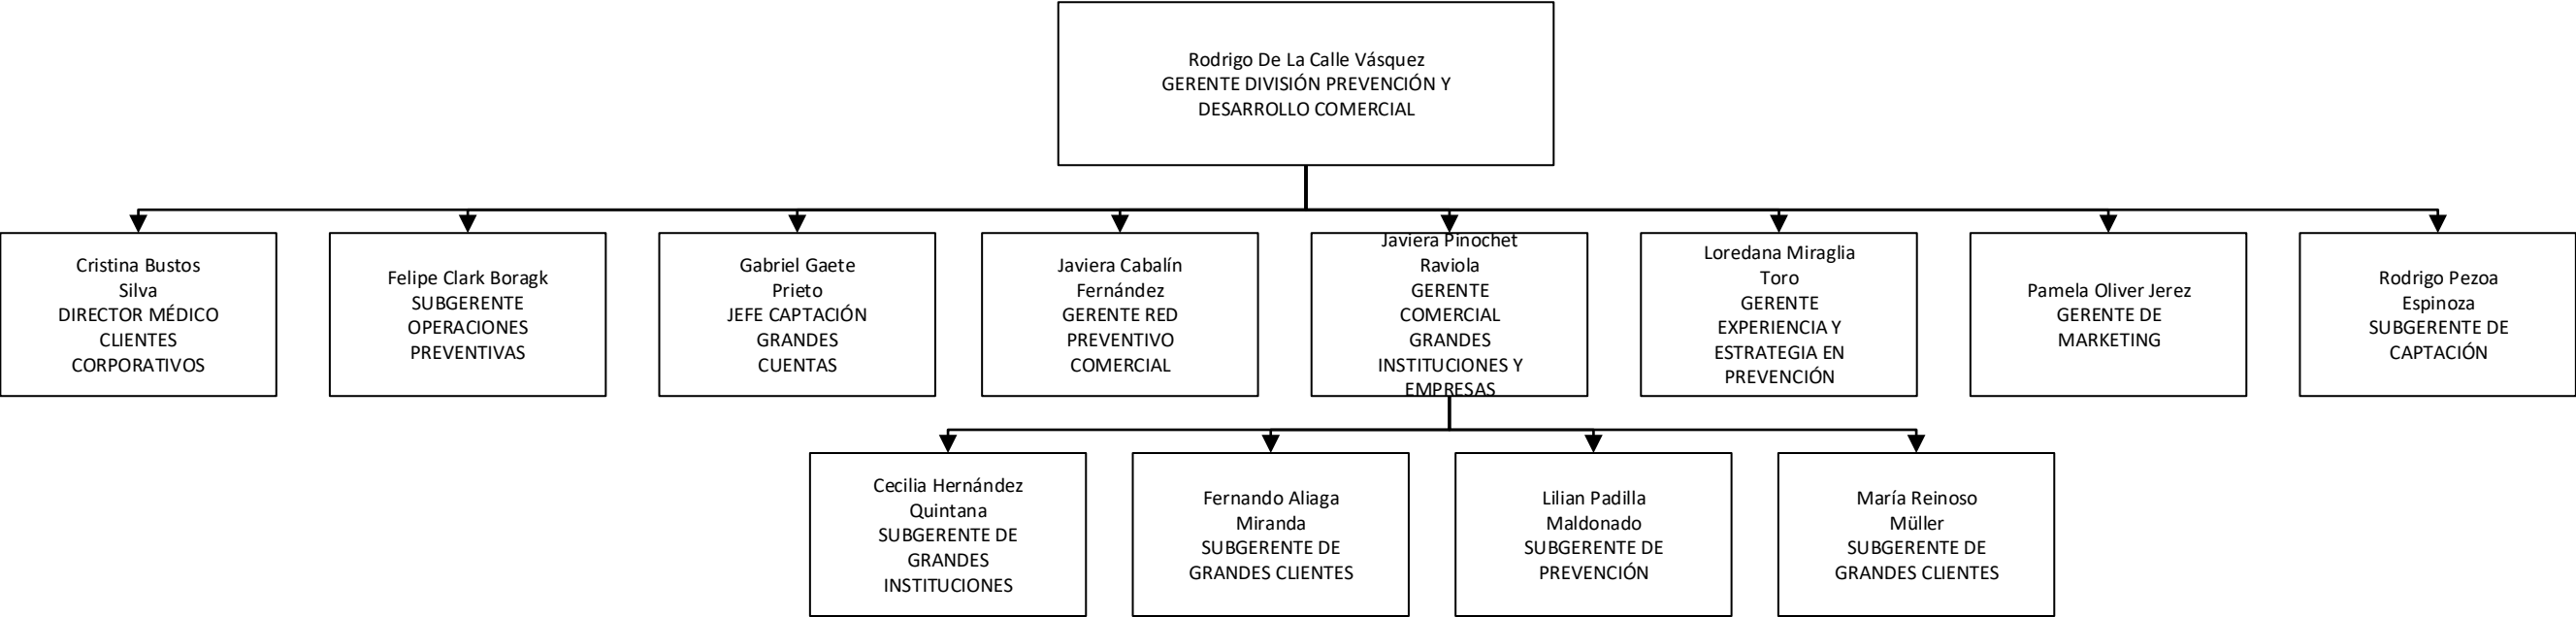 Rodrigo De La Calle Vásquez
GERENTE DIVISIÓN PREVENCIÓN Y
DESARROLLO COMERCIAL
Cristina Bustos
Silva
DIRECTOR MÉDICO
CLIENTES
CORPORATIVOS
Felipe Clark Boragk
SUBGERENTE
OPERACIONES
PREVENTIVAS
Gabriel Gaete
Prieto
JEFE CAPTACIÓN
GRANDES
CUENTAS
Javiera Cabalín
Fernández
GERENTE RED
PREVENTIVO
COMERCIAL
Javiera Pinochet
Raviola
GERENTE
COMERCIAL
GRANDES
INSTITUCIONES Y
EMPRESAS
Loredana Miraglia
Toro
GERENTE
EXPERIENCIA Y
ESTRATEGIA EN
PREVENCIÓN
Pamela Oliver Jerez
GERENTE DE
MARKETING
Rodrigo Pezoa
Espinoza
SUBGERENTE DE
CAPTACIÓN
Cecilia Hernández
Quintana
SUBGERENTE DE
GRANDES
INSTITUCIONES
Fernando Aliaga
Miranda
SUBGERENTE DE
GRANDES CLIENTES
Lilian Padilla
Maldonado
SUBGERENTE DE
PREVENCIÓN
María Reinoso
Müller
SUBGERENTE DE
GRANDES CLIENTES